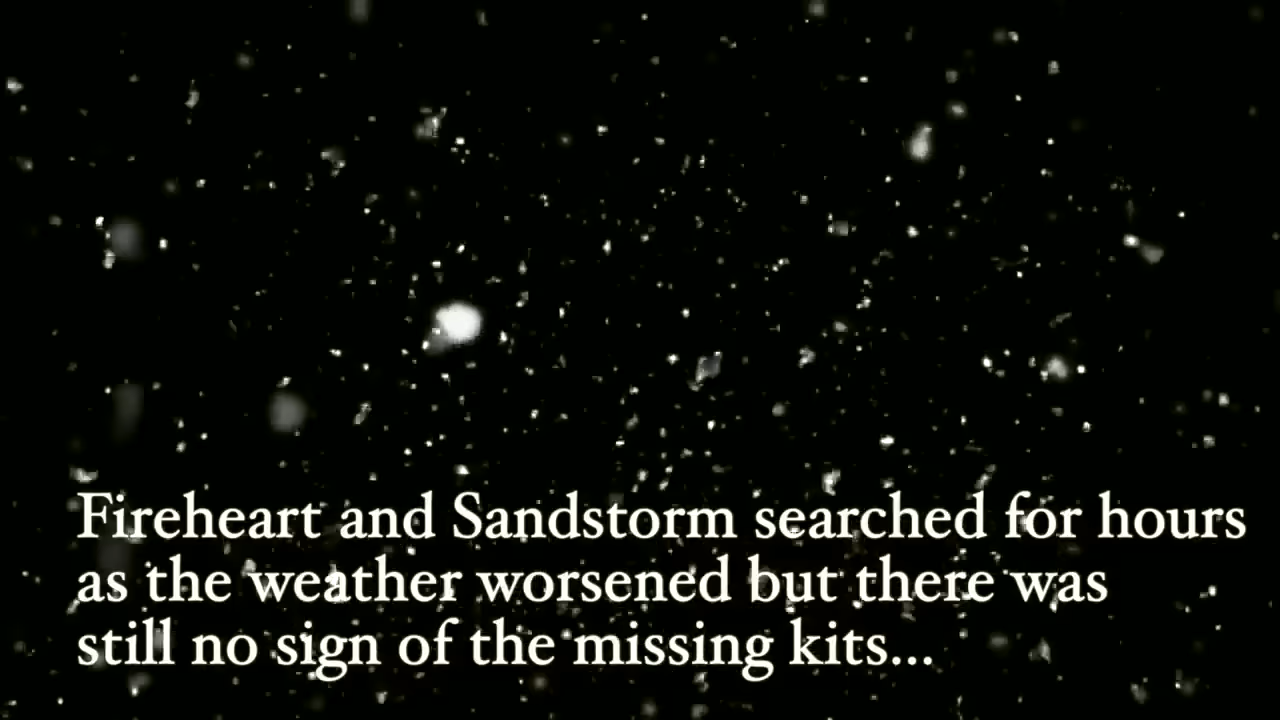 Fireheart and Sandstorm searched for hours
as the weather worsened but there was
still no sign of the missing kits...